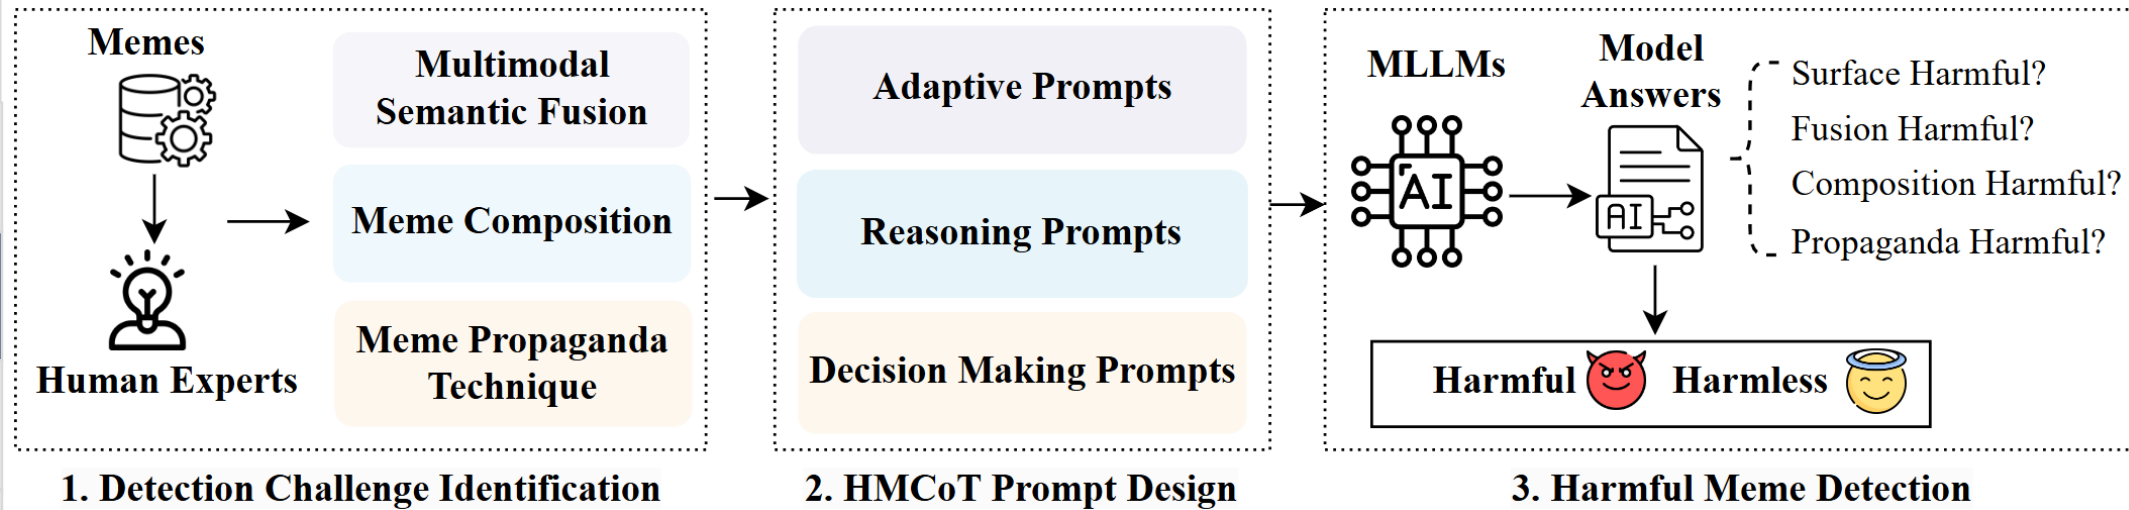 Memes
Human Experts
Multimodal
Semantic Fusion
Meme Composition
Meme Propaganda
Technique
1. Detection Challenge Identification
Adaptive Prompts
Reasoning Prompts
Decision Making Prompts
2. HMCoT Prompt Design
MLLMs
AI
Model
Answers
AI
Surface Harmful?
Fusion Harmful?
Composition Harmful?
Propaganda Harmful?
Harmful
Harmless
3. Harmful Meme Detection